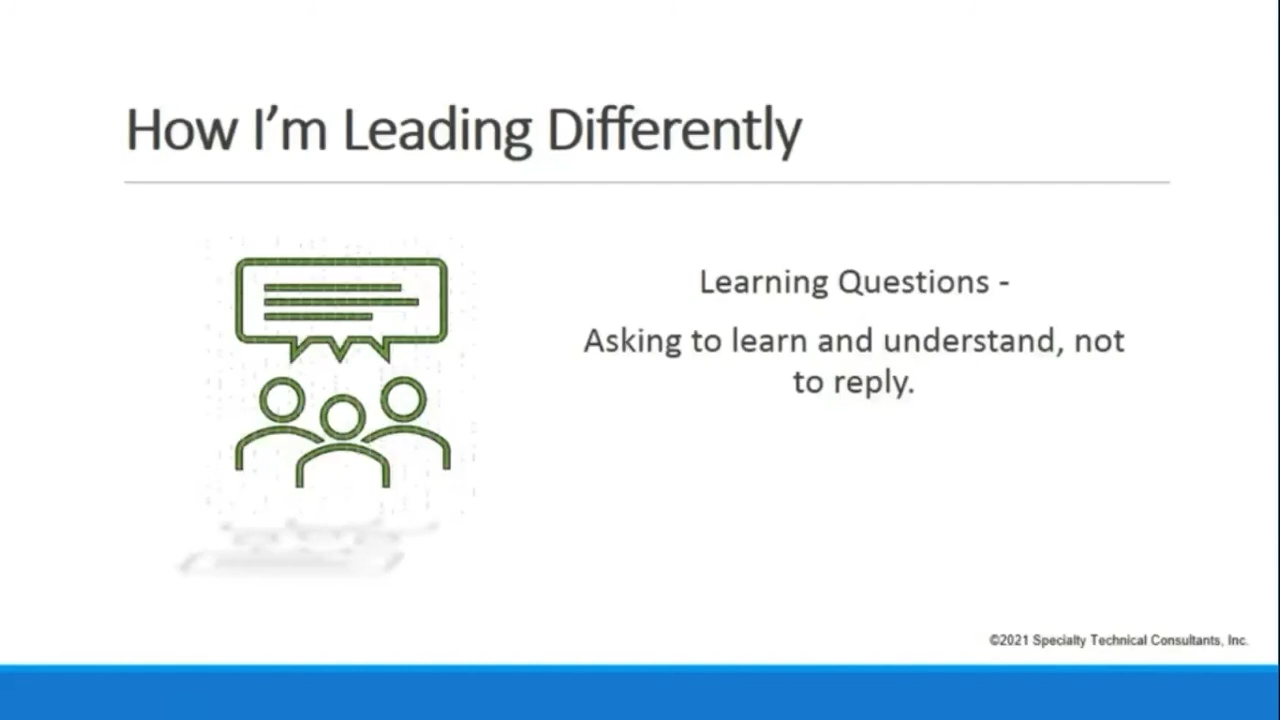 How I'm Leading Differently
Learning Questions -
Asking to learn and understand, not
to reply.
©2021 Specialty Technical Consultants, Inc.